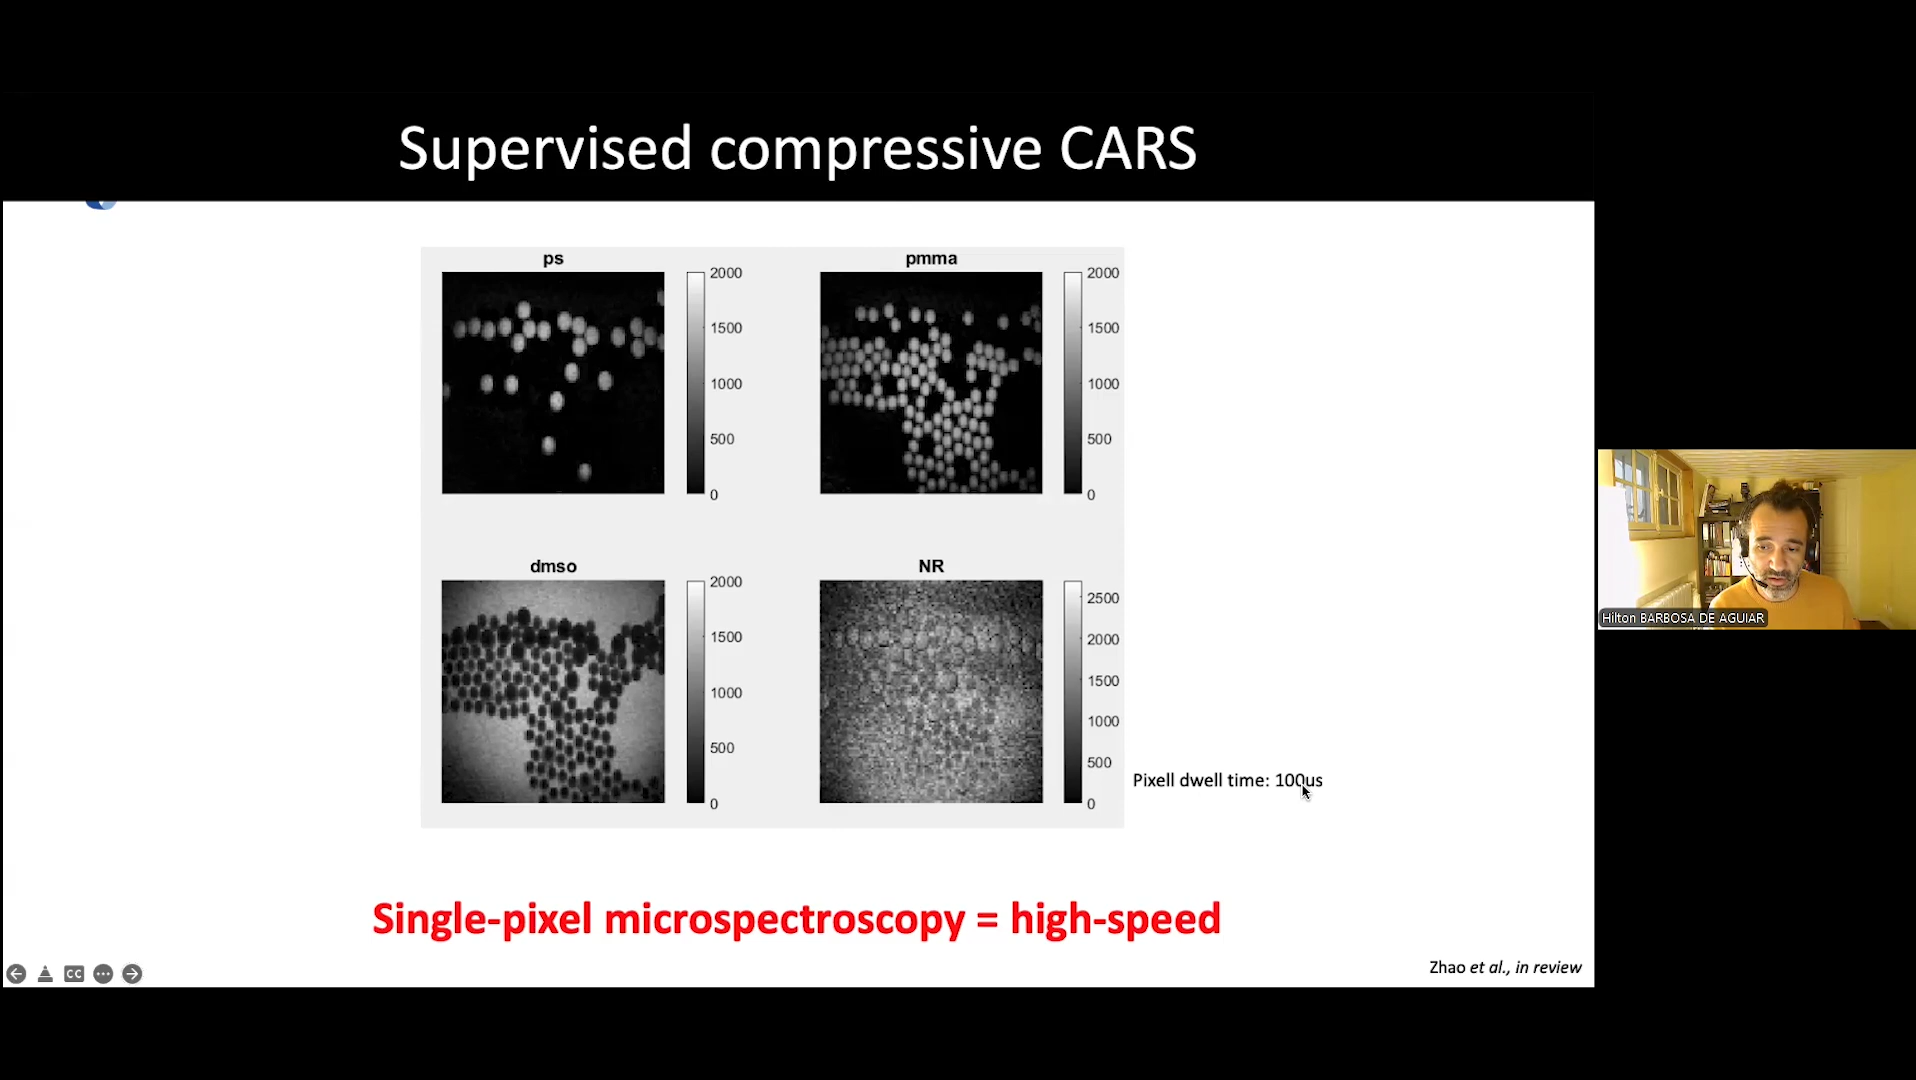 Supervised compressive CARS
ps
2000
1500
1000
500
0
pmma
2000
1500
1000
500
0
dmso
2000
1500
1000
500
0
NR
2500
2000
1500
1000
500
0
Pixell dwell time: 100us
Hilton BARBOSA DE AGUIAR
Single-pixel microspectroscopy = high-speed
Zhao et al., in review
CC